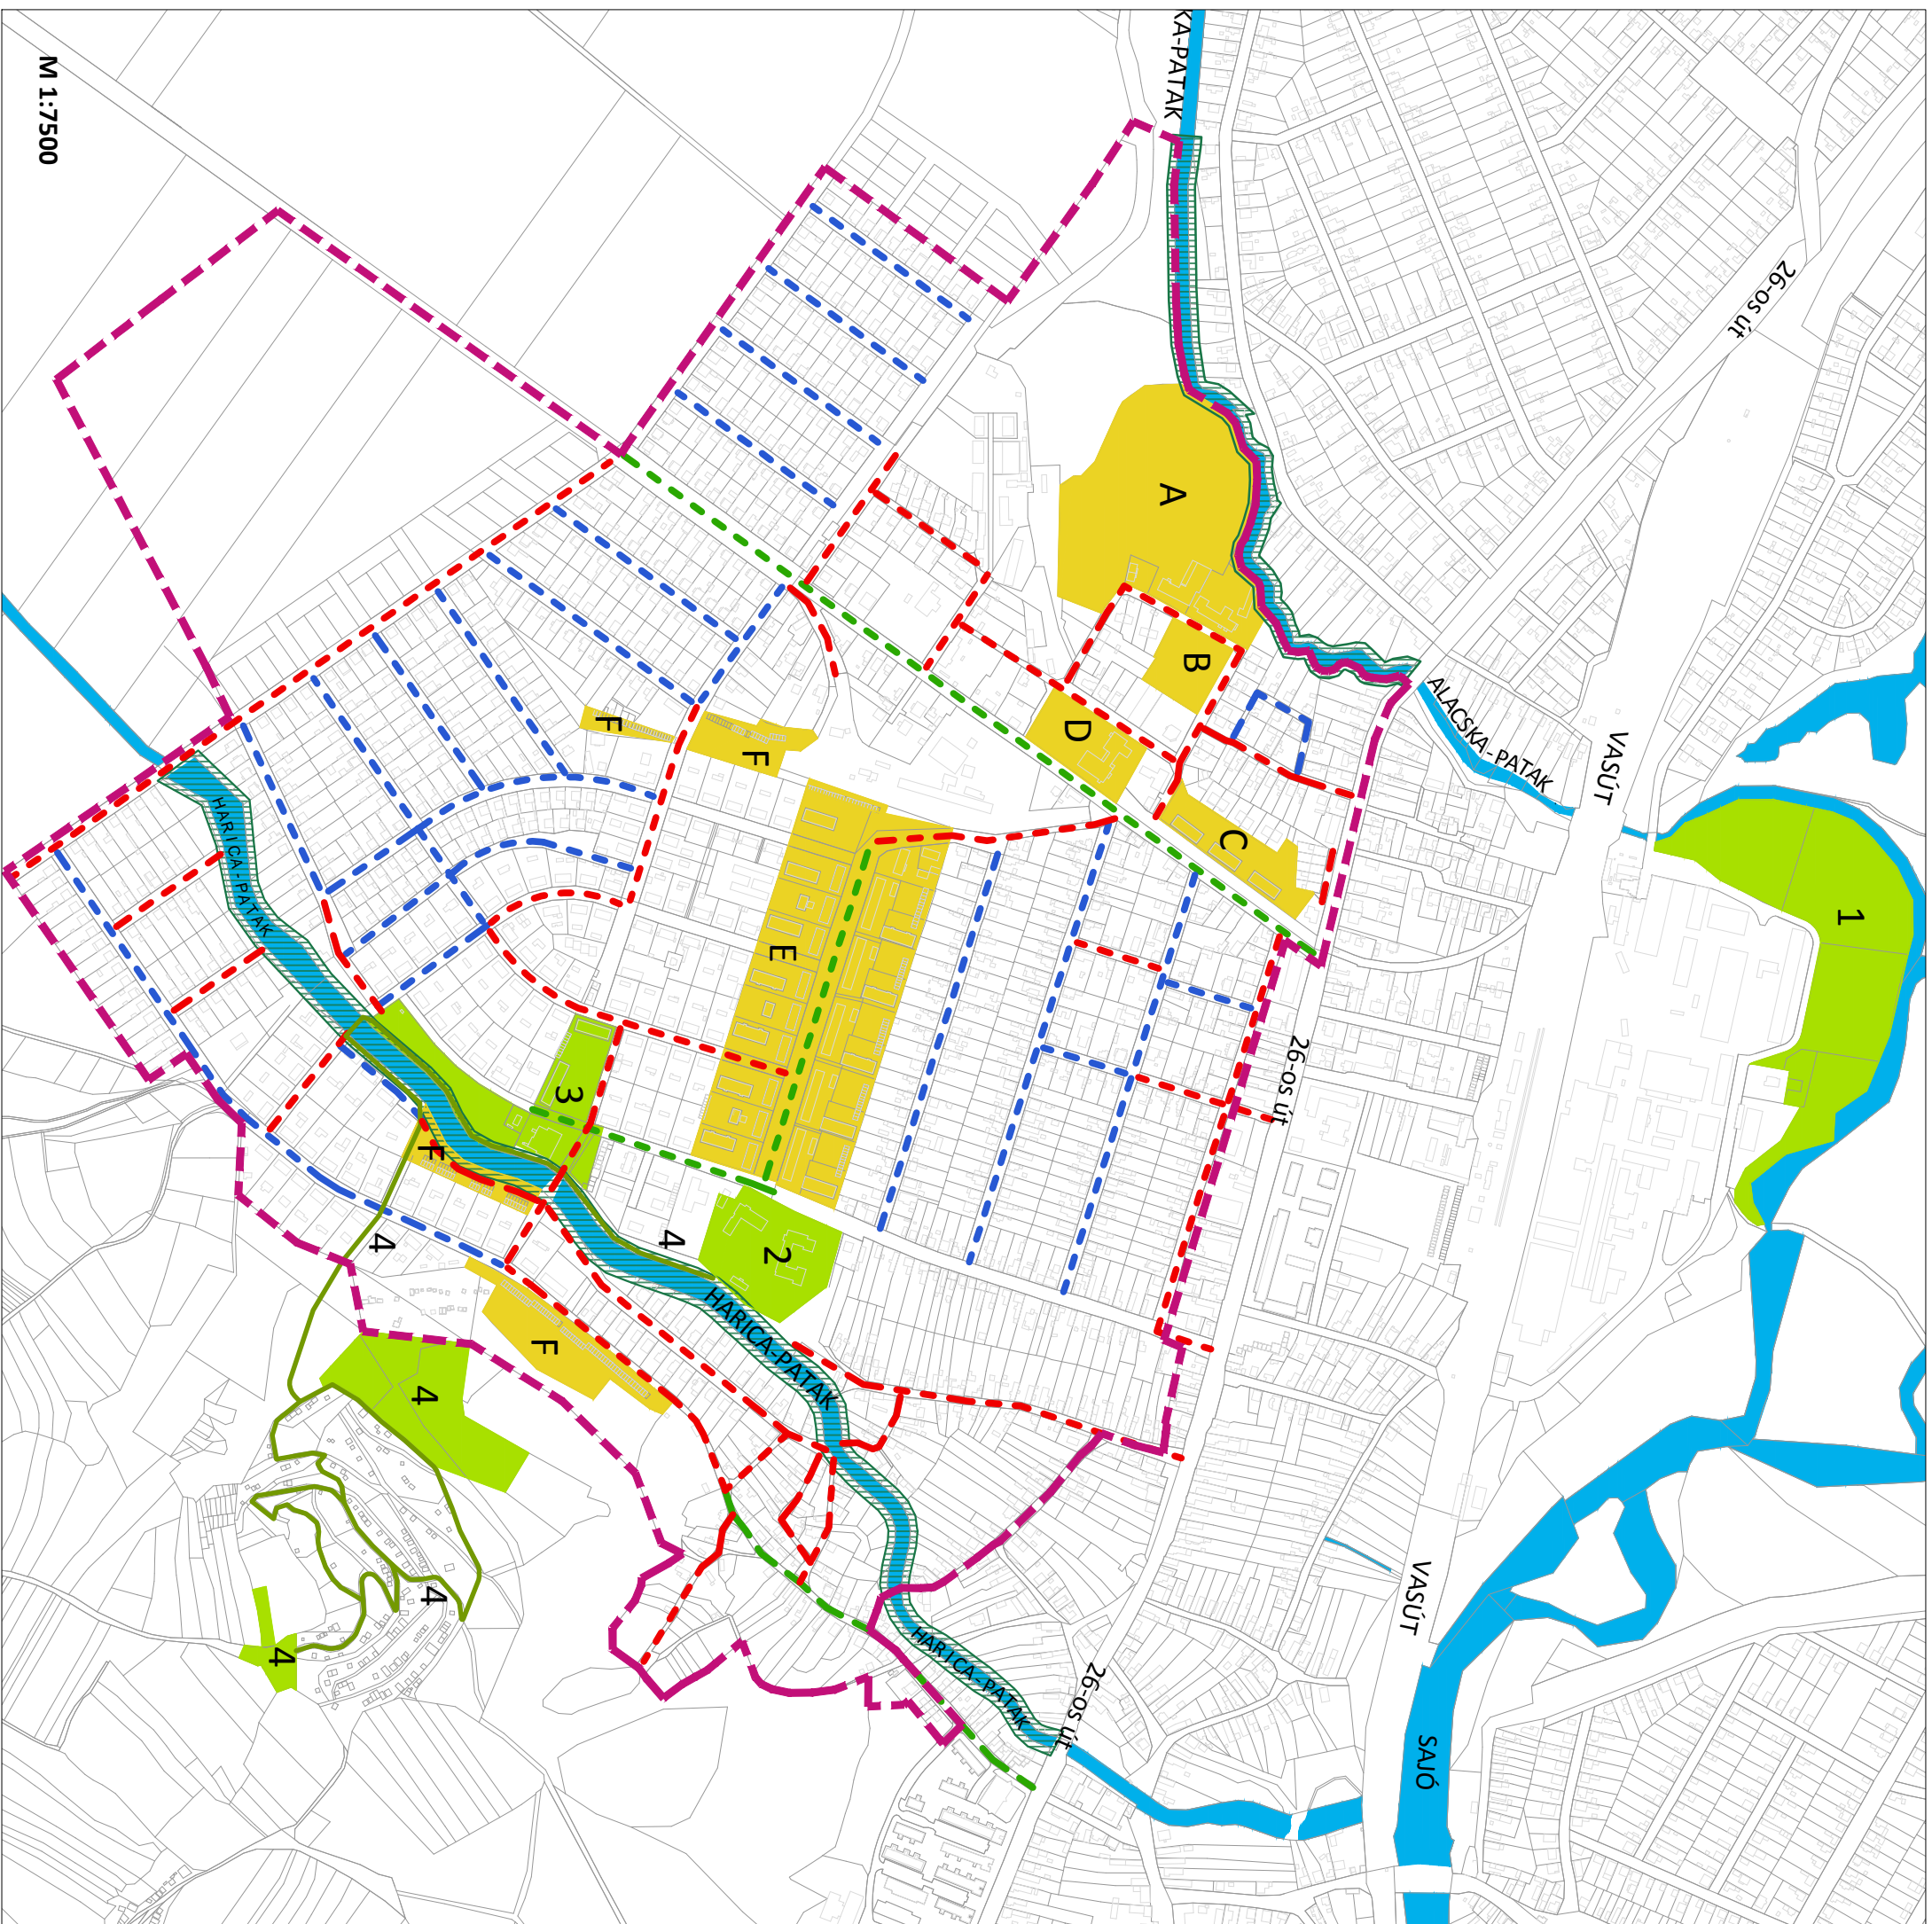 M 1:7500
KA-PATAK
26-os út
A
B
ALACSKA-PATAK
VASÚT
D
F
F
C
1
HARICA-PATAK
E
26-os út
3
F
4
4
2
F
HARICA-PATAK
4
4
4
VASÚT
HARICA-PATAK
26-os út
SAJÓ